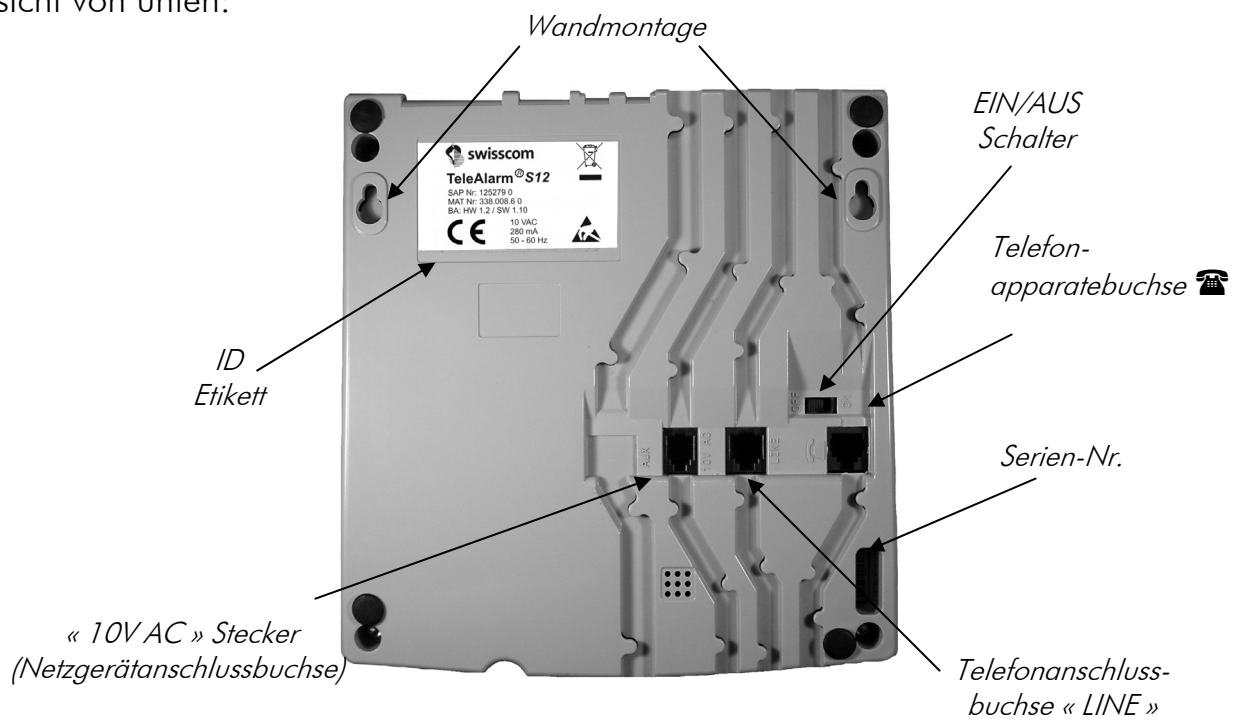 sicht von unten:
Wandmontage
EIN/AUS
Schalter
swisscom
TeleAlarm® S12
SAP Nr: 125279 0
MAT Nr: 338.008.6 0
BA: HW 1.2 / SW 1.10
CE
10 VAC
280 mA
50 - 60 Hz
Telefon-
apparatebuchse ☎
ID
Etikett
OFF
ON
AUX
10V AC
LINE
Serien-Nr.
« 10V AC » Stecker
(Netzgerätanschlussbuchse)
Telefonanschluss-
buchse « LINE »